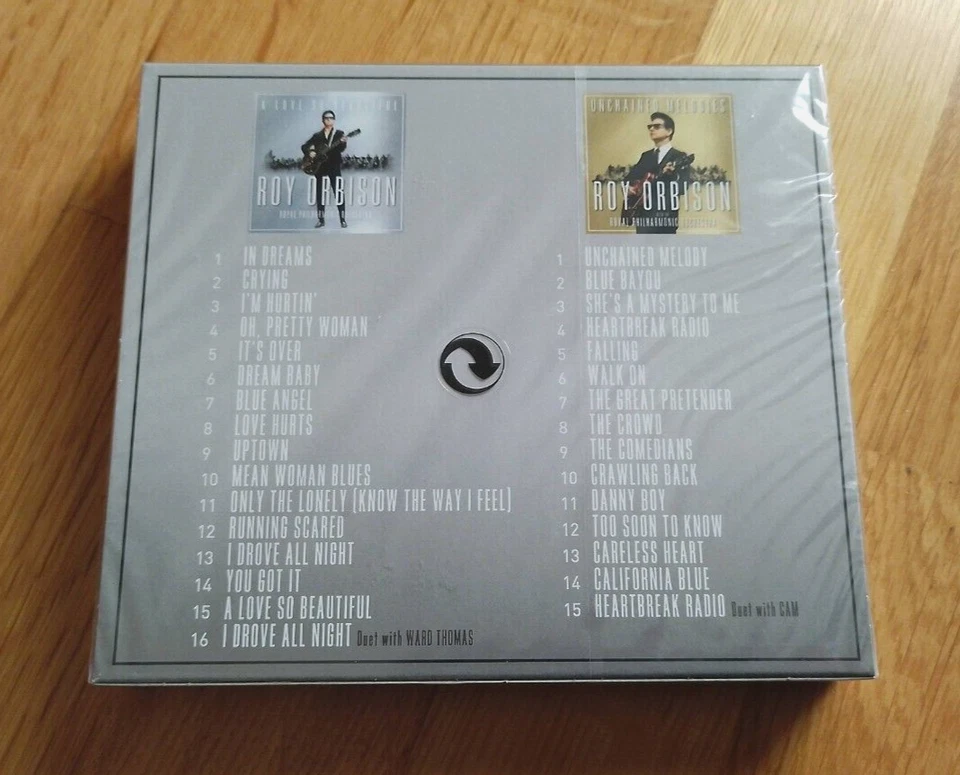 A LOVE SO BEAUTIFUL
ROY ORBISON
ROYAL PHILHARMONIC ORCHESTRA
1 IN DREAMS
2 CRYING
3 I'M HURTIN'
4 OH, PRETTY WOMAN
5 IT'S OVER
6 DREAM BABY
7 BLUE ANGEL
8 LOVE HURTS
9 UPTOWN
10 MEAN WOMAN BLUES
11 ONLY THE LONELY (KNOW THE WAY I FEEL)
12 RUNNING SCARED
13 I DROVE ALL NIGHT
14 YOU GOT IT
15 A LOVE SO BEAUTIFUL
16 I DROVE ALL NIGHT Duet with WARD THOMAS
UNCHAINED MELODIES
ROY ORBISON
ROYAL PHILHARMONIC ORCHESTRA
1 UNCHAINED MELODY
2 BLUE BAYOU
3 SHE'S A MYSTERY TO ME
4 HEARTBREAK RADIO
5 FALLING
6 WALK ON
7 THE GREAT PRETENDER
8 THE CROWD
9 THE COMEDIANS
10 CRAWLING BACK
11 DANNY BOY
12 TOO SOON TO KNOW
13 CARELESS HEART
14 CALIFORNIA BLUE
15 HEARTBREAK RADIO Duet with CAM